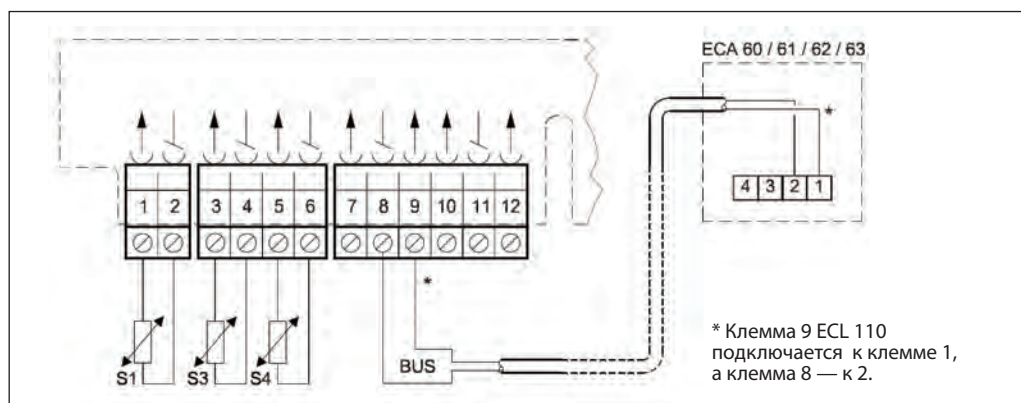 ECA 60 / 61 / 62 / 63
*
4 3 2 1
1 2 3 4 5 6 7 8 9 10 11 12
*
S1 S3 S4 BUS
* Клемма 9 ECL 110
подключается к клемме 1,
а клемма 8 — к 2.